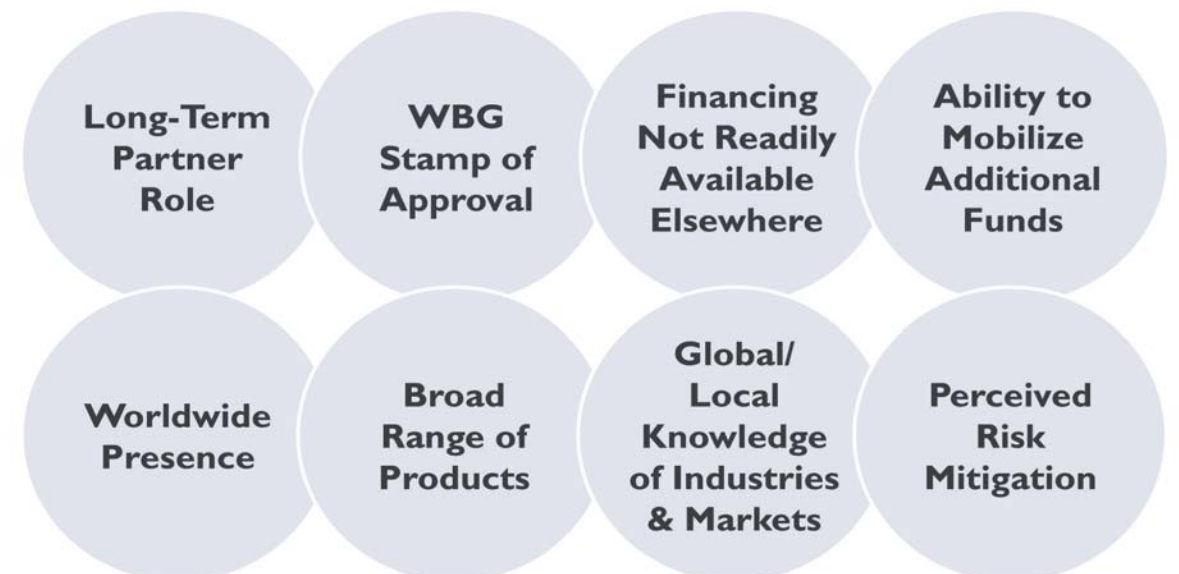 Long-Term
Partner
Role
WBG
Stamp of
Approval
Financing
Not Readily
Available
Elsewhere
Ability to
Mobilize
Additional
Funds
Worldwide
Presence
Broad
Range of
Products
Global/
Local
Knowledge
of Industries
& Markets
Perceived
Risk
Mitigation